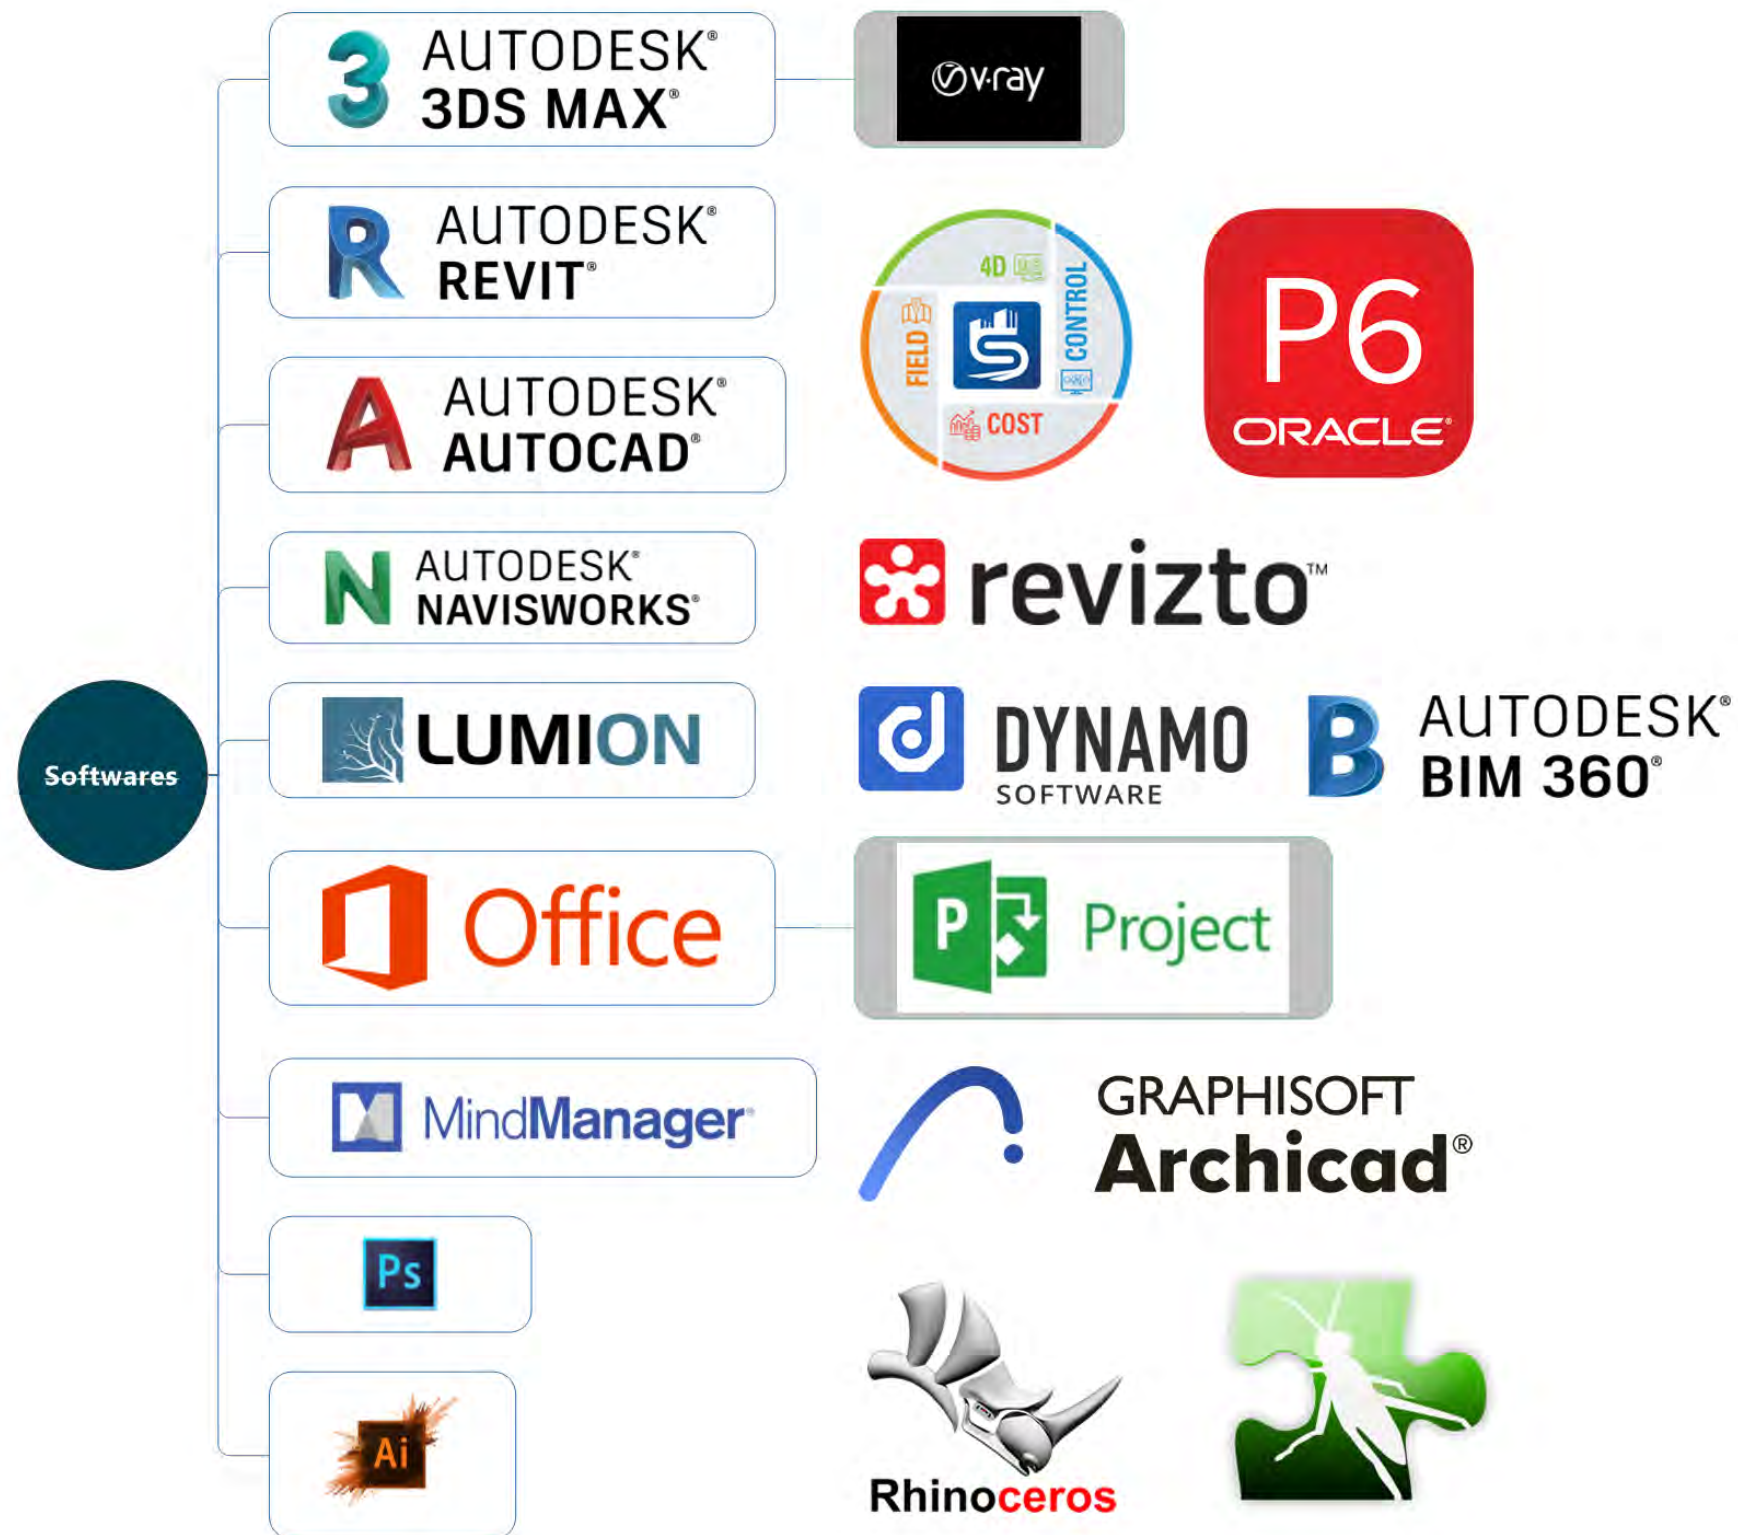 AUTODESK®
3DS MAX®
v·ray
AUTODESK®
REVIT®
4D
CONTROL
FIELD
COST
P6
ORACLE®
AUTODESK®
AUTOCAD®
AUTODESK®
NAVISWORKS®
revizto™
Softwares
LUMION
DYNAMO
SOFTWARE
AUTODESK®
BIM 360®
Office
P
Project
MindManager®
GRAPHISOFT
Archicad®
Ps
Ai
Rhinoceros